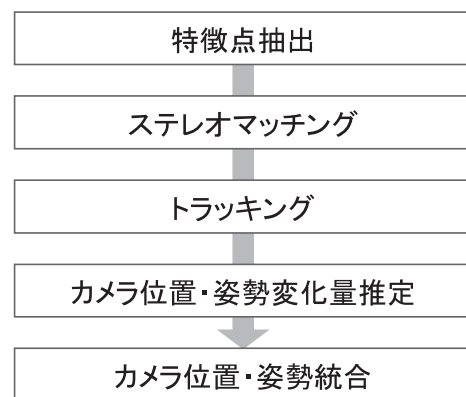 特徴点抽出
ステレオマッチング
トラッキング
カメラ位置・姿勢変化量推定
カメラ位置・姿勢統合